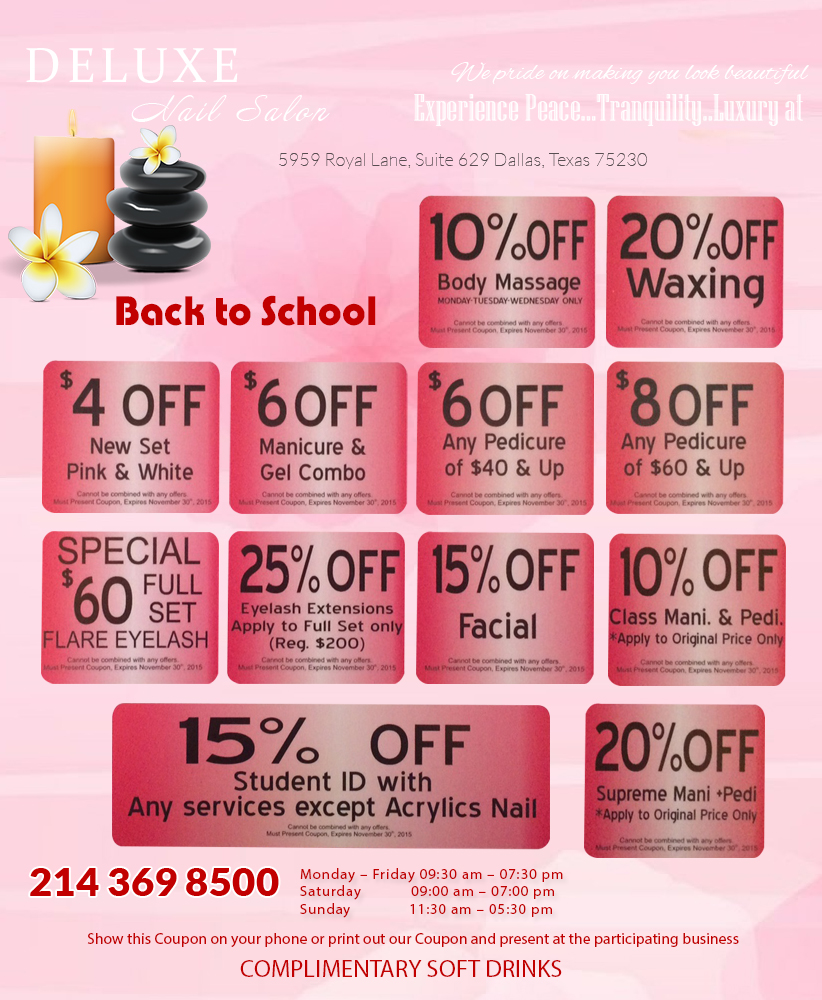 DELUXE
Nail Salon
We pride on making you look beautiful
Experience Peace...Tranquility..Luxury at
5959 Royal Lane, Suite 629 Dallas, Texas 75230
Back to School
10%OFF
Body Massage
MONDAY-TUESDAY-WEDNESDAY ONLY
Cannot be combined with any offers.
Must Present Coupon, Expires November 30", 2015
20%OFF
Waxing
Cannot be combined with any offers.
Must Present Coupon, Expires November 30", 2015
$4 OFF
New Set
Pink & White
Cannot be combined with any offers.
Must Present Coupon, Expires November 30", 2015
$6 OFF
Manicure &
Gel Combo
Cannot be combined with any offers.
Must Present Coupon, Expires November 30", 2015
$6 OFF
Any Pedicure
of $40 & Up
Cannot be combined with any offers.
Must Present Coupon, Expires November 30", 2015
$8 OFF
Any Pedicure
of $60 & Up
Cannot be combined with any offers.
Must Present Coupon, Expires November 30", 2015
SPECIAL
$60 FULL
SET
FLARE EYELASH
Cannot be combined with any offers.
Must Present Coupon, Expires November 30", 2015
25% OFF
Eyelash Extensions
Apply to Full Set only
(Reg. $200)
Cannot be combined with any offers.
Must Present Coupon, Expires November 30", 2015
15% OFF
Facial
Cannot be combined with any offers.
Must Present Coupon, Expires November 30", 2015
10% OFF
Class Mani. & Pedi.
*Apply to Original Price Only
Cannot be combined with any offers.
Must Present Coupon, Expires November 30", 2015
15% OFF
Student ID with
Any services except Acrylics Nail
Cannot be combined with any offers.
Must Present Coupon, Expires November 30", 2015
20%OFF
Supreme Mani +Pedi
*Apply to Original Price Only
Cannot be combined with any offers.
Must Present Coupon, Expires November 30", 2015
214 369 8500
Monday – Friday 09:30 am – 07:30 pm
Saturday 09:00 am – 07:00 pm
Sunday 11:30 am – 05:30 pm
Show this Coupon on your phone or print out our Coupon and present at the participating business
COMPLIMENTARY SOFT DRINKS